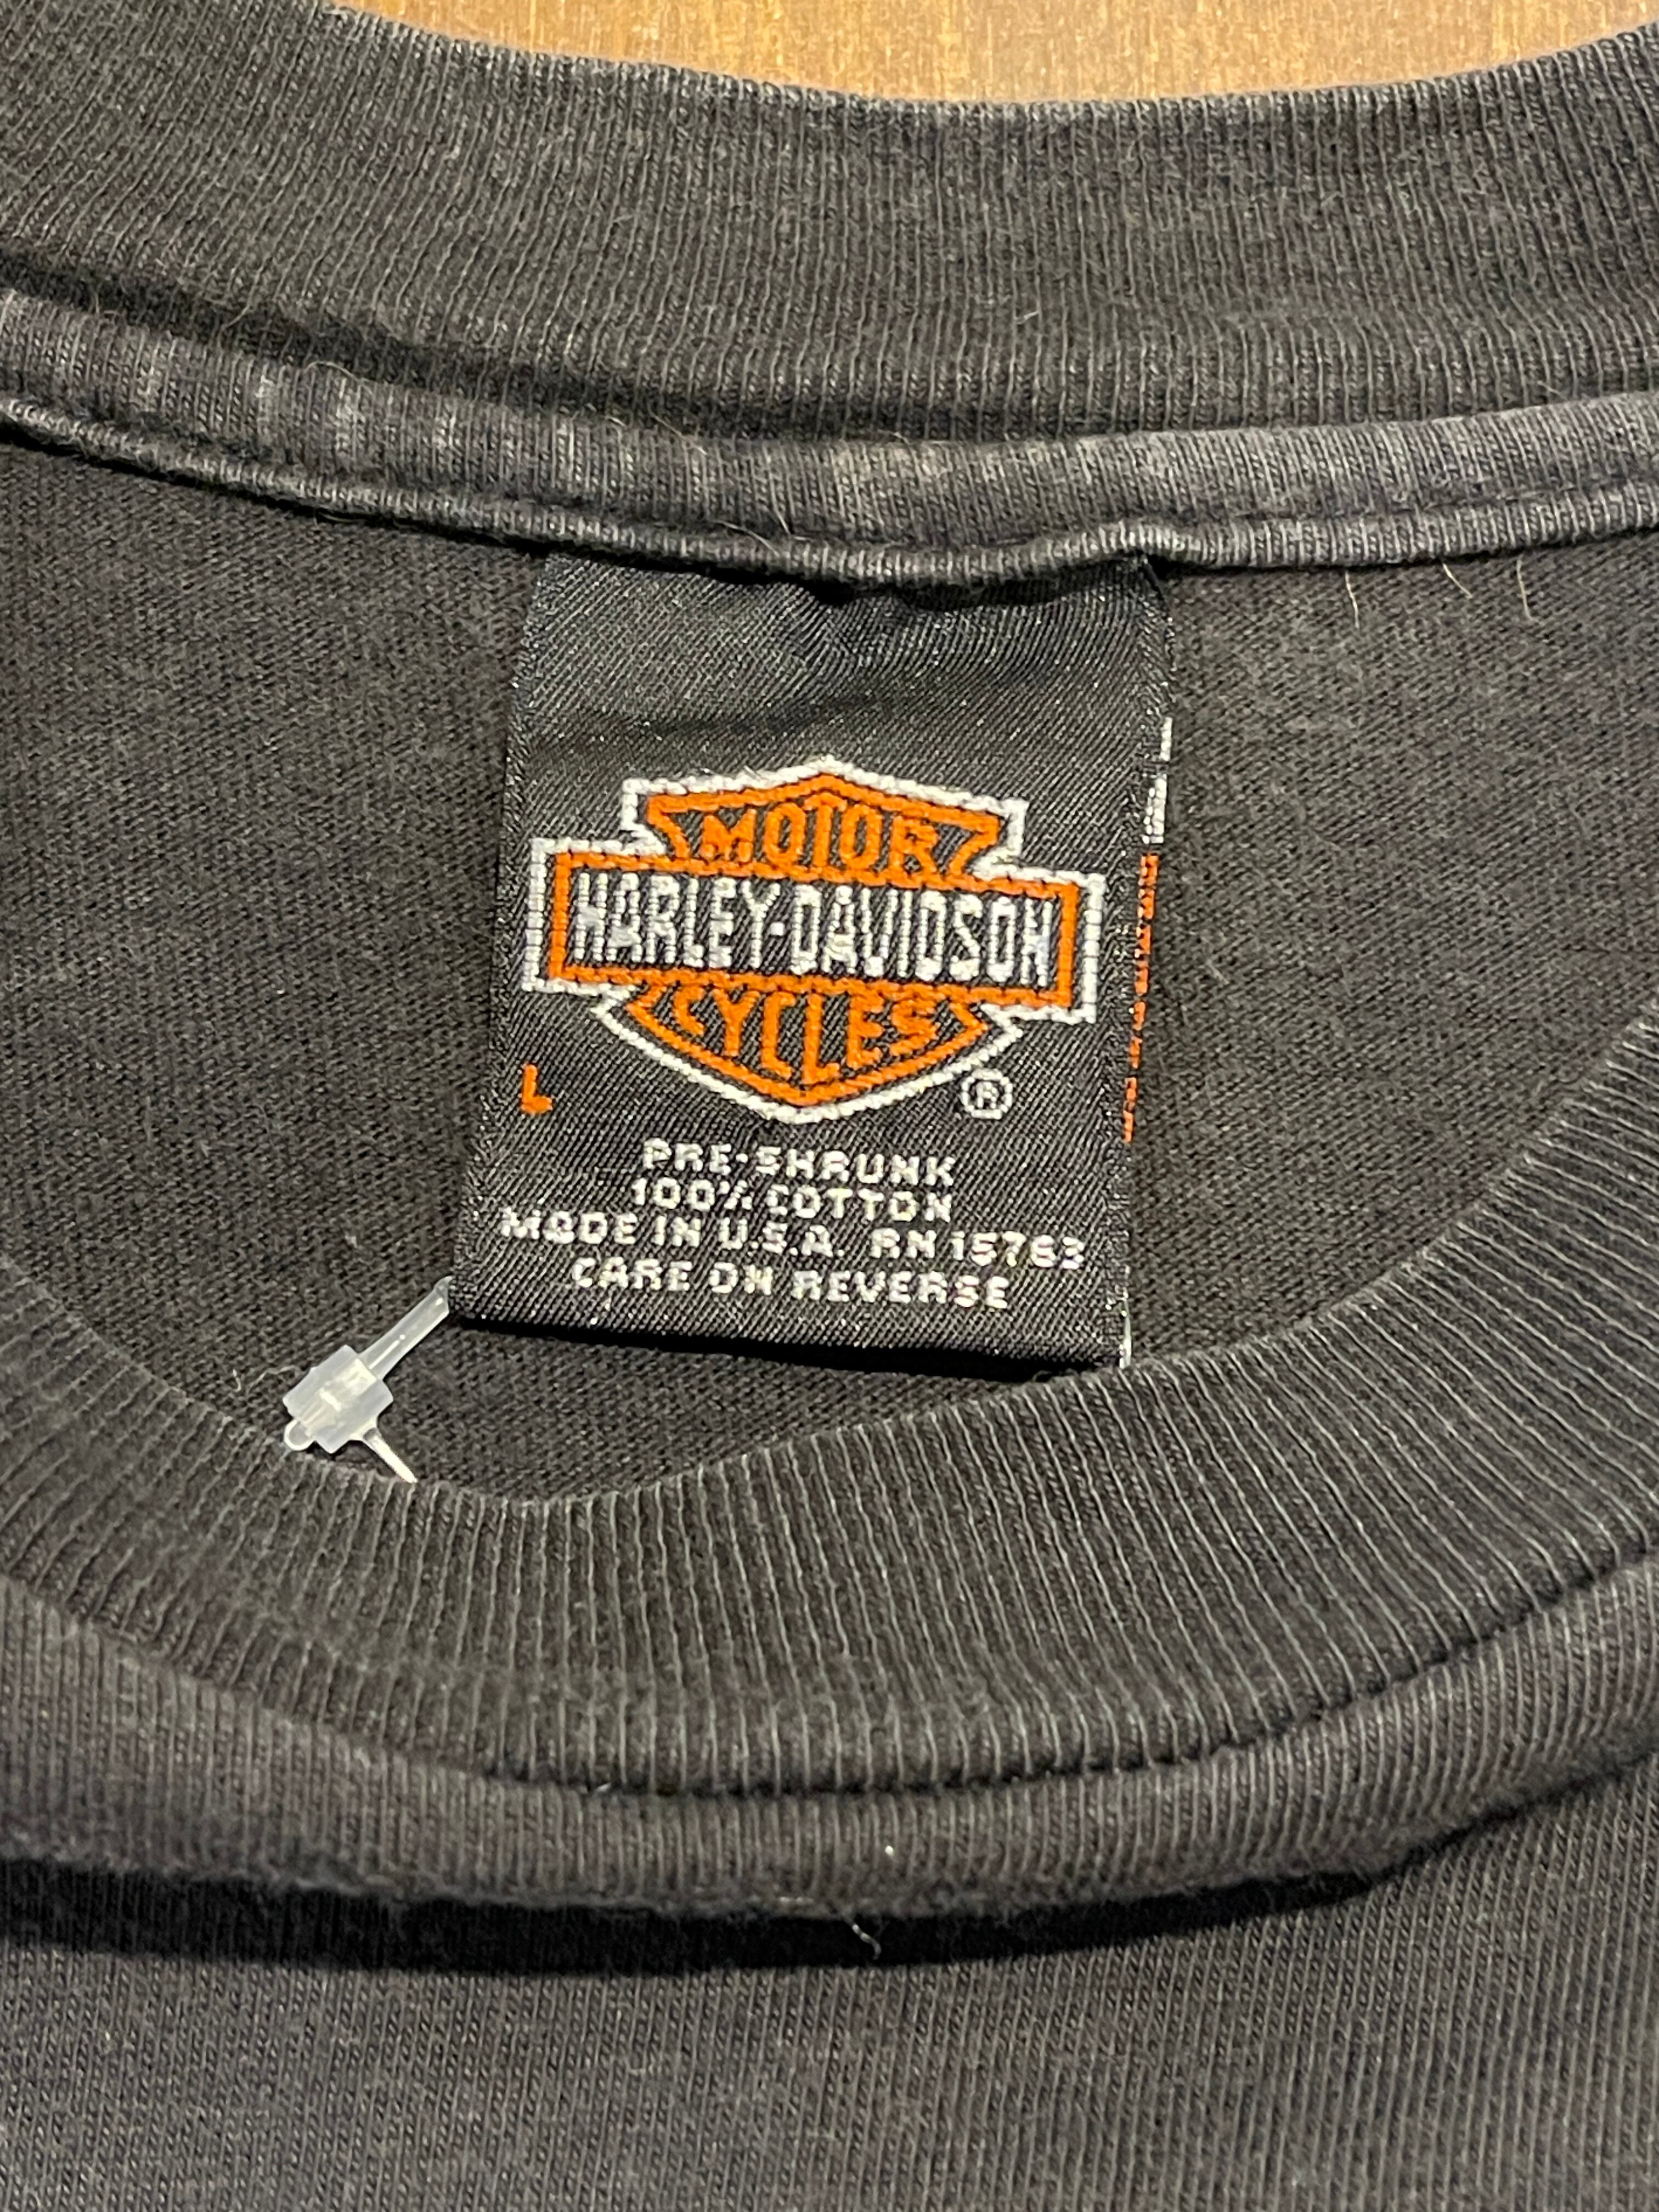 MOTOR
HARLEY-DAVIDSON
CYCLES
L
®
PRE-SHRUNK
100% COTTON
MADE IN U.S.A. RN 15763
CARE ON REVERSE